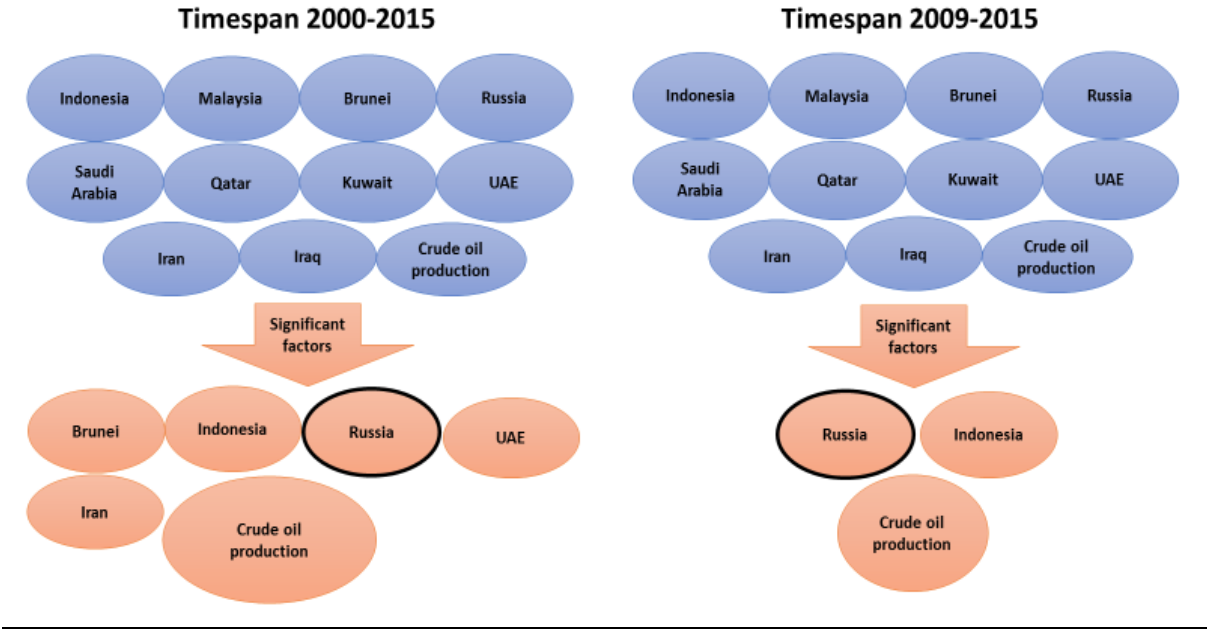 Timespan 2000-2015
Indonesia
Malaysia
Brunei
Russia
Saudi
Arabia
Qatar
Kuwait
UAE
Iran
Iraq
Crude oil
production
Significant
factors
Brunei
Indonesia
Russia
UAE
Iran
Crude oil
production
Timespan 2009-2015
Indonesia
Malaysia
Brunei
Russia
Saudi
Arabia
Qatar
Kuwait
UAE
Iran
Iraq
Crude oil
production
Significant
factors
Russia
Indonesia
Crude oil
production